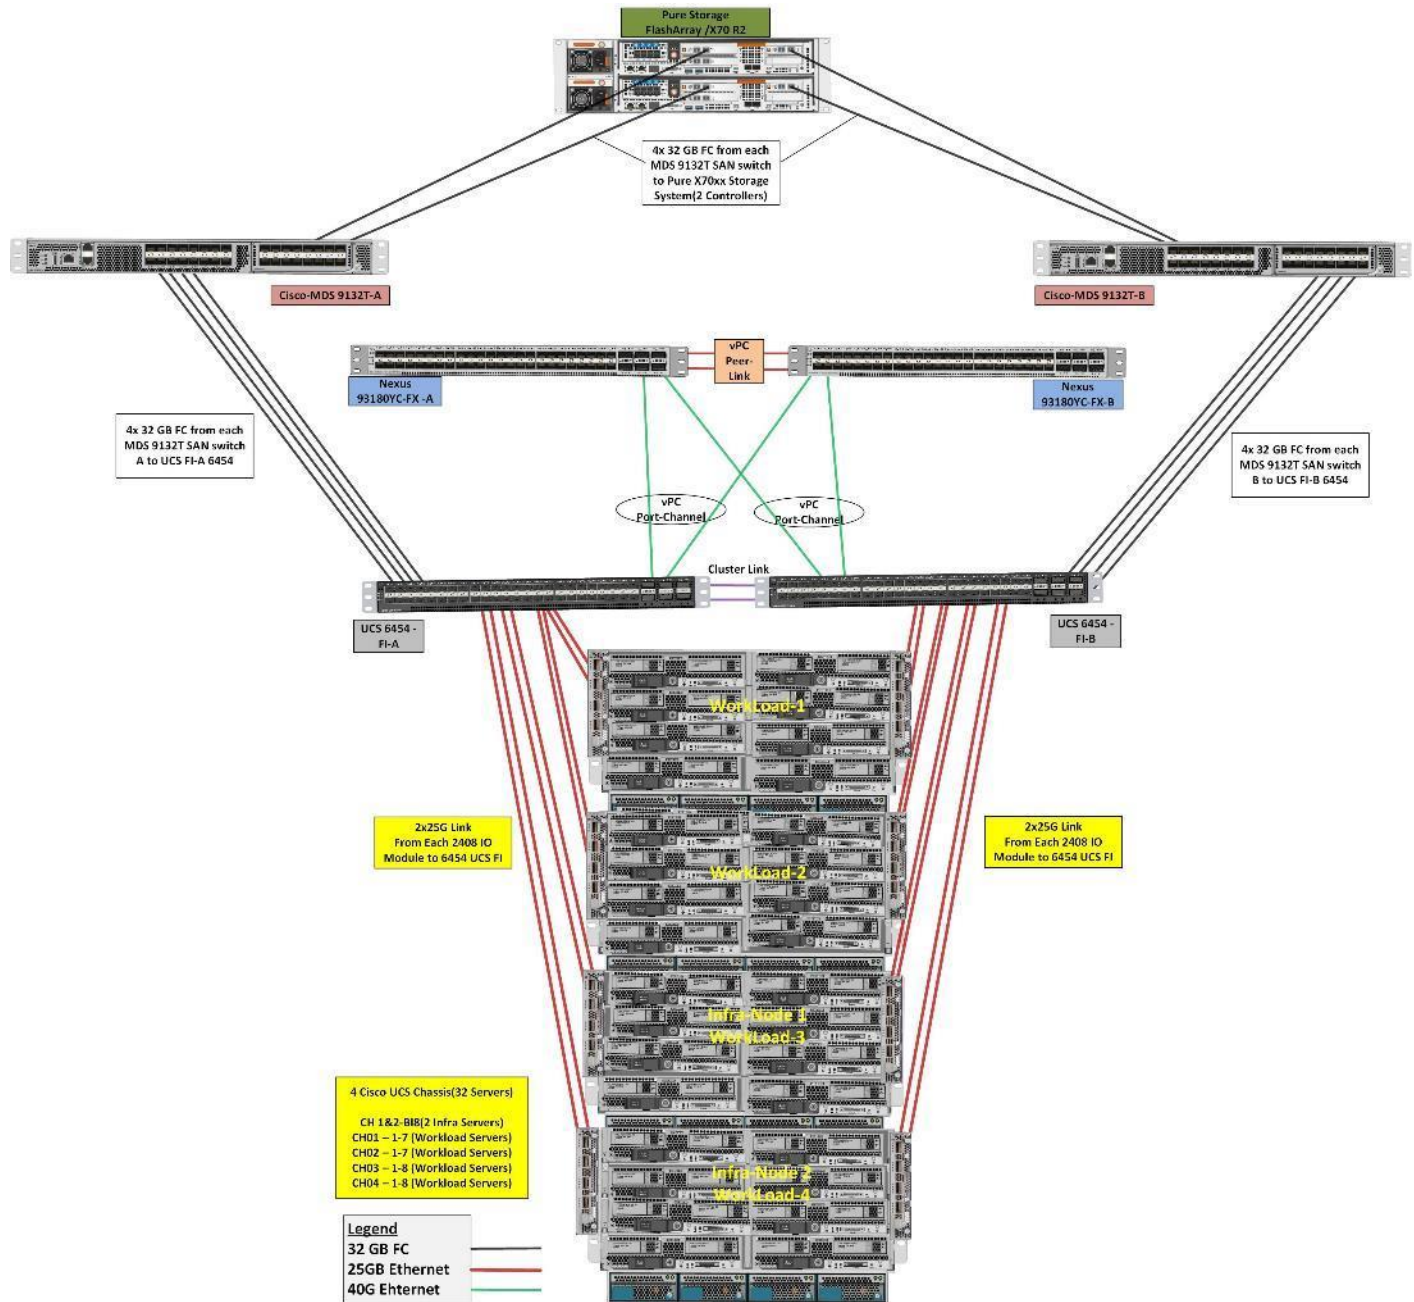 Pure Storage
FlashArray /X70 R2
4x 32 GB FC from each
MDS 9132T SAN switch
to Pure X70xx Storage
System(2 Controllers)
Cisco-MDS 9132T-A
Cisco-MDS 9132T-B
vPC
Peer-
Link
Nexus
93180YC-FX -A
Nexus
93180YC-FX-B
4x 32 GB FC from each
MDS 9132T SAN switch
A to UCS FI-A 6454
4x 32 GB FC from each
MDS 9132T SAN switch
B to UCS FI-B 6454
vPC
Port-Channel
vPC
Port-Channel
Cluster Link
UCS 6454 -
FI-A
UCS 6454 -
FI-B
WorkLoad-1
2x25G Link
From Each 2408 IO
Module to 6454 UCS FI
2x25G Link
From Each 2408 IO
Module to 6454 UCS FI
WorkLoad-2
Infra-Node 1
WorkLoad-3
4 Cisco UCS Chassis(32 Servers)
CH 1&2-Bl8(2 Infra Servers)
CH01 – 1-7 (Workload Servers)
CH02 – 1-7 (Workload Servers)
CH03 – 1-8 (Workload Servers)
CH04 – 1-8 (Workload Servers)
Infra-Node 2
WorkLoad-4
Legend
32 GB FC
25GB Ethernet
40G Ehternet